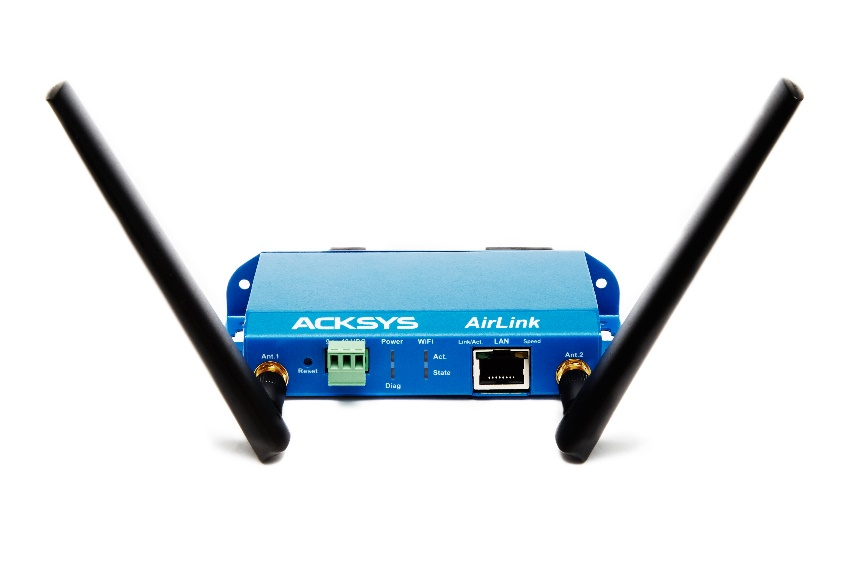 ACKSYS AirLink
Power WiFi Link/Act. LAN Speed
Ant.1 Act. Ant.2
Reset State
Diag